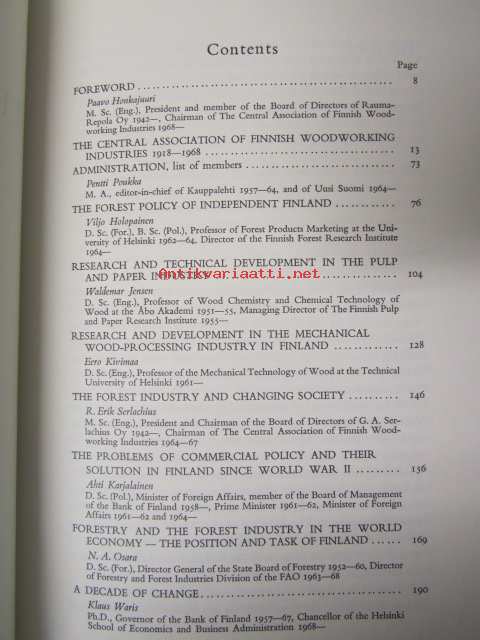 Contents
Page
FOREWORD ................................................ 8
Paavo Honkajuuri
M. Sc. (Eng.), President and member of the Board of Directors of Rauma-
Repola Oy 1942—, Chairman of The Central Association of Finnish Wood-
working Industries 1968—
THE CENTRAL ASSOCIATION OF FINNISH WOODWORKING
INDUSTRIES 1918—1968 ................................ 13
ADMINISTRATION, list of members ........................ 73
Pentti Poukka
M. A., editor-in-chief of Kauppalehti 1957—64, and of Uusi Suomi 1964—
THE FOREST POLICY OF INDEPENDENT FINLAND ............ 76
Viljo Holopainen
D. Sc. (For.), B. Sc. (Pol.), Professor of Forest Products Marketing at the Uni-
versity of Helsinki 1962—64, Director of the Finnish Forest Research Institute
1964—
RESEARCH AND TECHNICAL DEVELOPMENT IN THE PULP
AND PAPER INDUSTRY ................................ 104
Antikvariaatti.net
Waldemar Jensen
D. Sc. (Eng.), Professor of Wood Chemistry and Chemical Technology of
Wood at the Åbo Akademi 1951—55, Managing Director of The Finnish Pulp
and Paper Research Institute 1955—
RESEARCH AND DEVELOPMENT IN THE MECHANICAL
WOOD-PROCESSING INDUSTRY IN FINLAND ............ 128
Eero Kivimaa
D. Sc. (Eng.), Professor of the Mechanical Technology of Wood at the Technical
University of Helsinki 1961—
THE FOREST INDUSTRY AND CHANGING SOCIETY .......... 146
R. Erik Serlachius
M. Sc. (Eng.), President and Chairman of the Board of Directors of G. A. Ser-
lachius Oy 1942—, Chairman of The Central Association of Finnish Wood-
working Industries 1964—67
THE PROBLEMS OF COMMERCIAL POLICY AND THEIR
SOLUTION IN FINLAND SINCE WORLD WAR II ........ 156
Ahti Karjalainen
D. Sc. (Pol.), Minister of Foreign Affairs, member of the Board of Management
of the Bank of Finland 1958—, Prime Minister 1961—62, Minister of Foreign
Affairs 1961—62 and 1964—
FORESTRY AND THE FOREST INDUSTRY IN THE WORLD
ECONOMY — THE POSITION AND TASK OF FINLAND ...... 169
N. A. Osara
D. Sc. (For.), Director General of the State Board of Forestry 1952—60, Director
of Forestry and Forest Industries Division of the FAO 1963—68
A DECADE OF CHANGE ................................ 190
Klaus Waris
Ph.D., Governor of the Bank of Finland 1957—67, Chancellor of the Helsinki
School of Economics and Business Administration 1968—